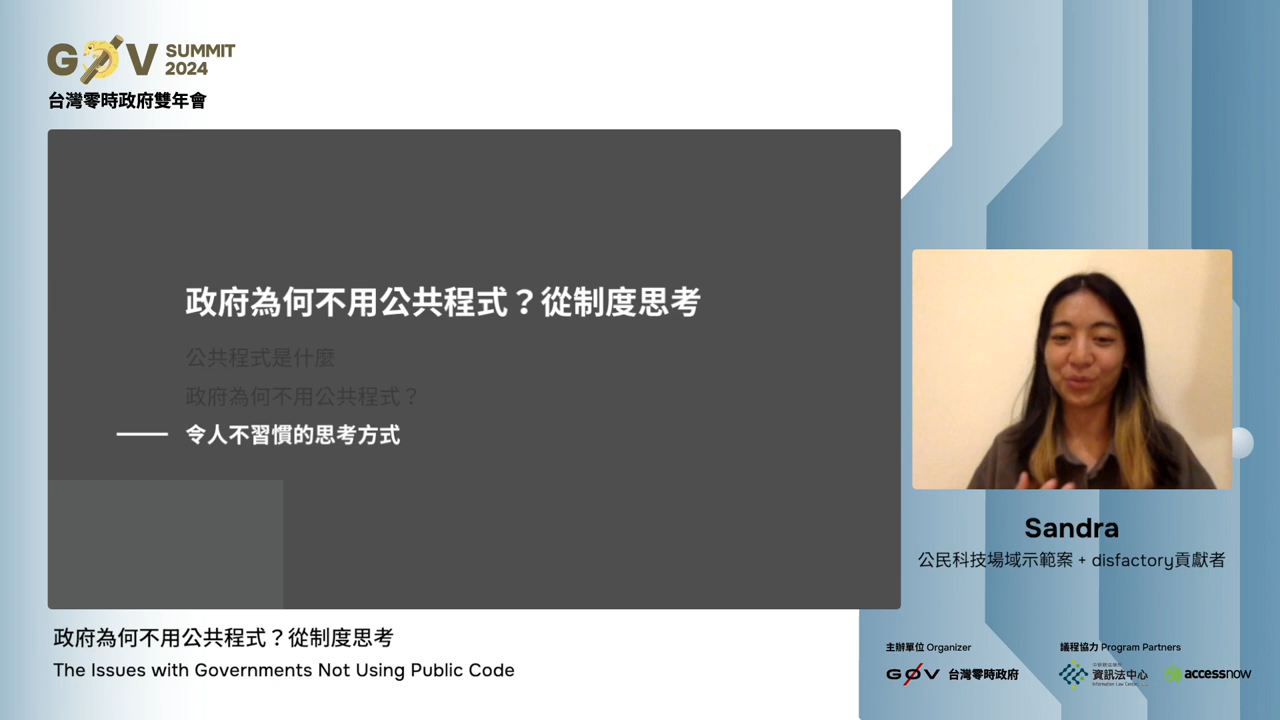 GØV SUMMIT 2024
台灣零時政府雙年會
政府為何不用公共程式？從制度思考
公共程式是什麼
政府為何不用公共程式？
令人不習慣的思考方式
Sandra
公民科技場域示範案 + disfactory貢獻者
政府為何不用公共程式？從制度思考
The Issues with Governments Not Using Public Code
主辦單位 Organizer
議程協力 Program Partners
GØV 台灣零時政府
資訊法中心
Information Law Center
accessnow